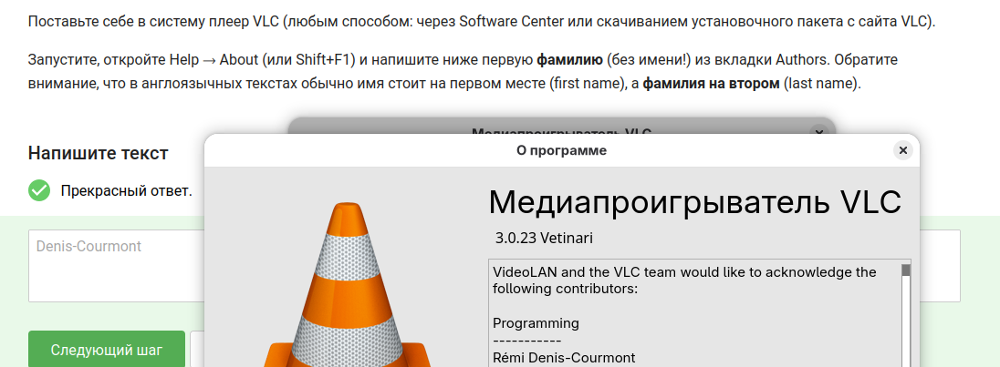 Поставьте себе в систему плеер VLC (любым способом: через Software Center или скачиванием установочного пакета с сайта VLC).
Запустите, откройте Help → About (или Shift+F1) и напишите ниже первую фамилию (без имени!) из вкладки Authors. Обратите
внимание, что в англоязычных текстах обычно имя стоит на первом месте (first name), а фамилия на втором (last name).
Медиапроигрыватель VLC
О программе
Напишите текст
Прекрасный ответ.
Медиапроигрыватель VLC
3.0.23 Vetinari
Denis-Courmont
VideoLAN and the VLC team would like to acknowledge the
following contributors:
Programming
-----------
Rémi Denis-Courmont
Следующий шаг